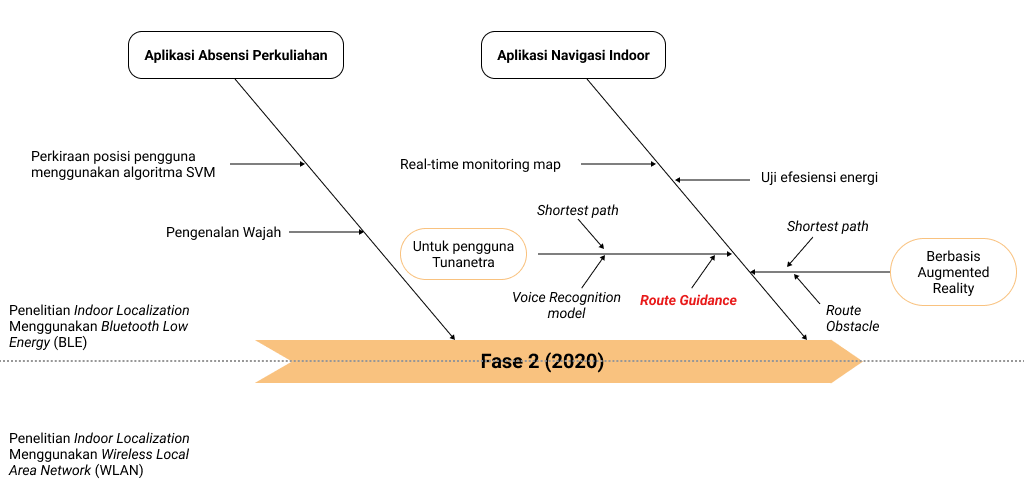 Aplikasi Absensi Perkuliahan
Aplikasi Navigasi Indoor
Perkiraan posisi pengguna
menggunakan algoritma SVM
Real-time monitoring map
Uji efesiensi energi
Pengenalan Wajah
Shortest path
Untuk pengguna
Tunanetra
Voice Recognition
model
Route Guidance
Shortest path
Berbasis
Augmented
Reality
Route
Obstacle
Penelitian Indoor Localization
Menggunakan Bluetooth Low
Energy (BLE)
Fase 2 (2020)
Penelitian Indoor Localization
Menggunakan Wireless Local
Area Network (WLAN)